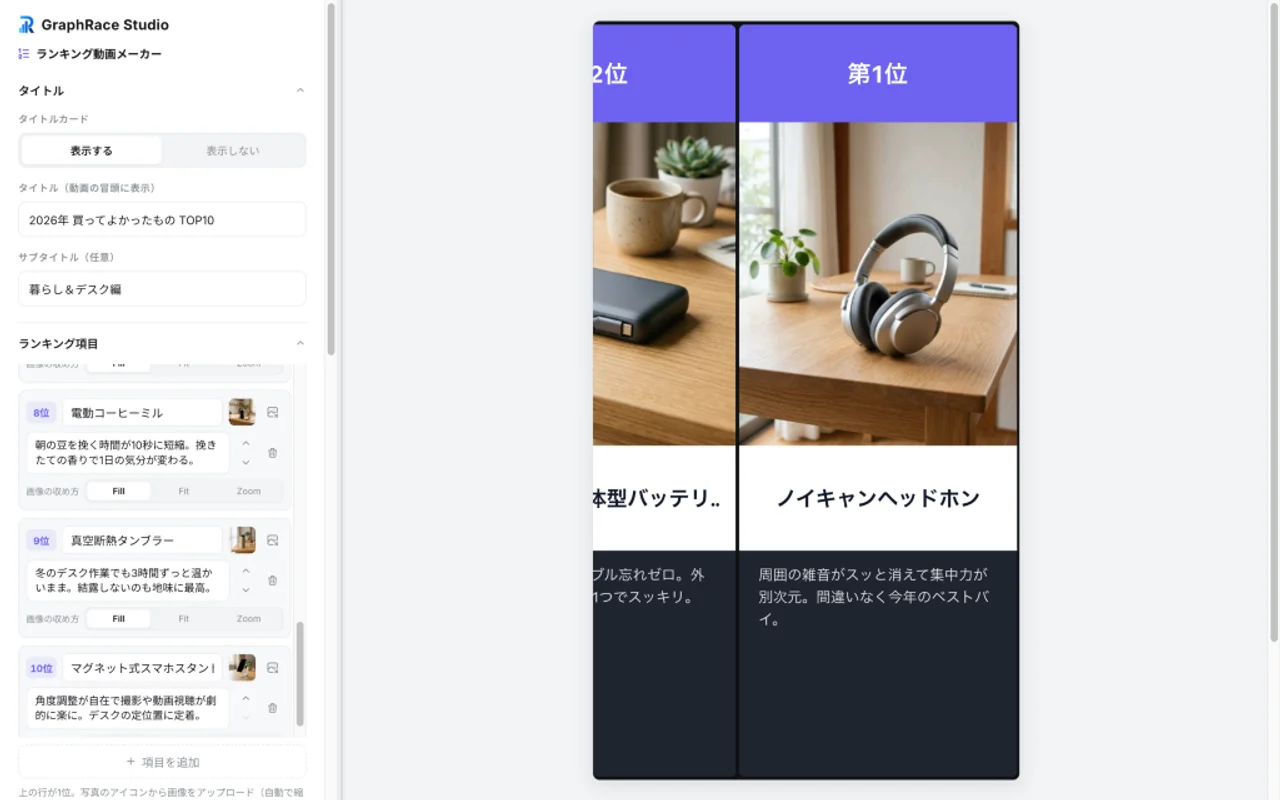 GraphRace Studio
ランキング動画メーカー
タイトル
タイトルカード
表示する
表示しない
タイトル（動画の冒頭に表示）
2026年 買ってよかったもの TOP10
サブタイトル（任意）
暮らし＆デスク編
ランキング項目
画像の収め方 Fill Fit Zoom
8位 電動コーヒーミル
朝の豆を挽く時間が10秒に短縮。挽き
たての香りで1日の気分が変わる。
画像の収め方 Fill Fit Zoom
9位 真空断熱タンブラー
冬のデスク作業でも3時間ずっと温か
いまま。結露しないのも地味に最高。
画像の収め方 Fill Fit Zoom
10位 マグネット式スマホスタン
角度調整が自在で撮影や動画視聴が劇
的に楽に。デスクの定位置に定着。
+ 項目を追加
上の行が1位。写真のアイコンから画像をアップロード（自動で縮
2位
体型バッテリ..
ブル忘れゼロ。外
1つでスッキリ。
第1位
ノイキャンヘッドホン
周囲の雑音がスッと消えて集中力が
別次元。間違いなく今年のベストバ
イ。